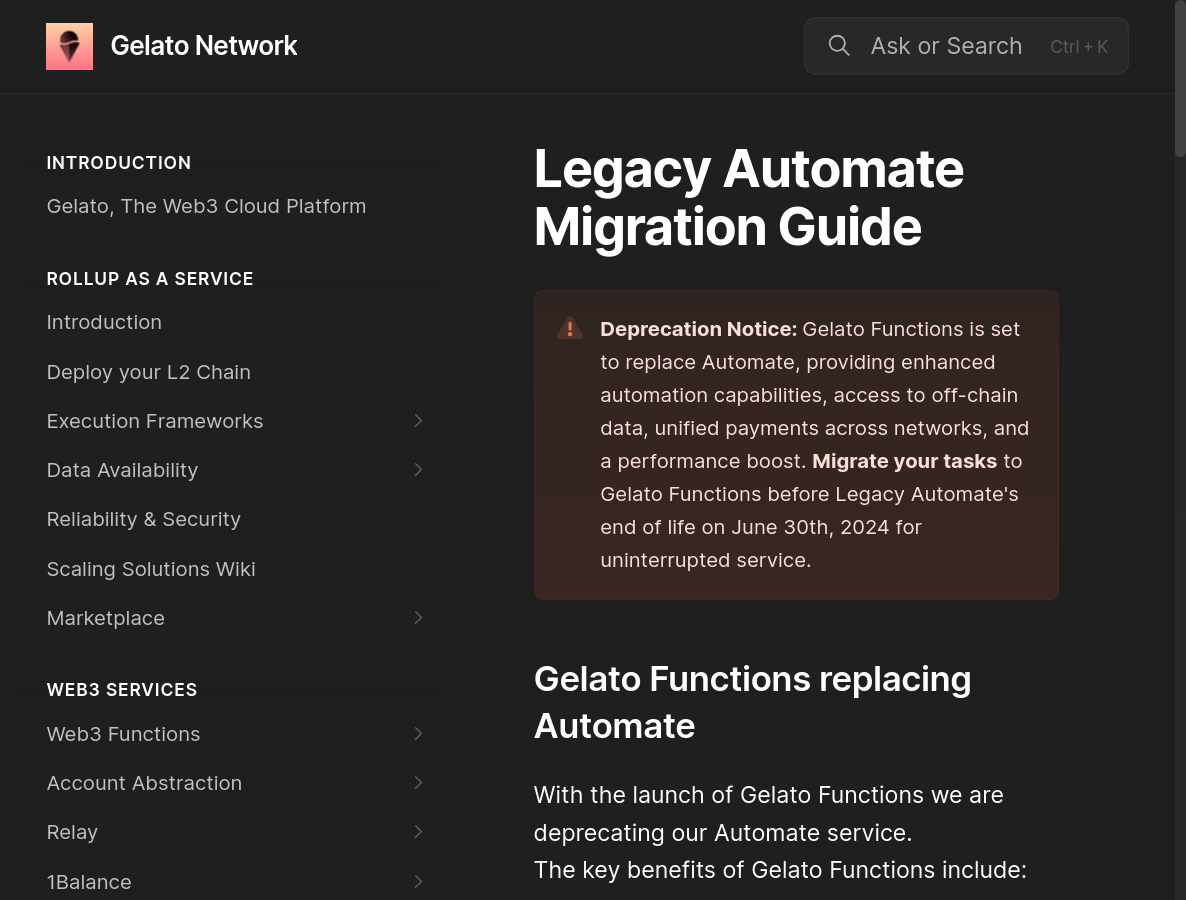 Gelato Network
Ask or Search Ctrl + K
INTRODUCTION
Gelato, The Web3 Cloud Platform
ROLLUP AS A SERVICE
Introduction
Deploy your L2 Chain
Execution Frameworks
Data Availability
Reliability & Security
Scaling Solutions Wiki
Marketplace
WEB3 SERVICES
Web3 Functions
Account Abstraction
Relay
1Balance
Legacy Automate
Migration Guide
Deprecation Notice: Gelato Functions is set
to replace Automate, providing enhanced
automation capabilities, access to off-chain
data, unified payments across networks, and
a performance boost. Migrate your tasks to
Gelato Functions before Legacy Automate's
end of life on June 30th, 2024 for
uninterrupted service.
Gelato Functions replacing
Automate
With the launch of Gelato Functions we are
deprecating our Automate service.
The key benefits of Gelato Functions include: